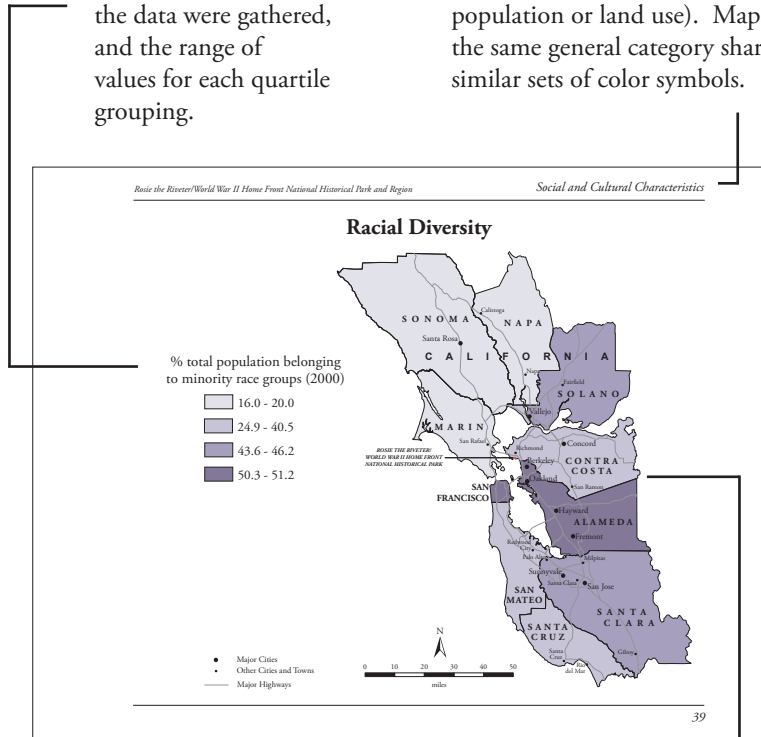 the data were gathered,
and the range of
values for each quartile
grouping.
population or land use). Map
the same general category shar
similar sets of color symbols.
Rosie the Riveter/World War II Home Front National Historical Park and Region
Social and Cultural Characteristics
Racial Diversity
% total population belonging
to minority race groups (2000)
16.0 - 20.0
24.9 - 40.5
43.6 - 46.2
50.3 - 51.2
SONOMA
Calistoga
NAPA
Santa Rosa
CALIFORNIA
Napa
Fairfield
SOLANO
Vallejo
MARIN
San Rafael
Richmond
Concord
ROSIE THE RIVETER/
WORLD WAR II HOME FRONT
NATIONAL HISTORICAL PARK
Berkeley
CONTRA
COSTA
Oakland
San Ramon
SAN
FRANCISCO
Hayward
ALAMEDA
Fremont
Redwood
City
Palo Alto
Milpitas
Sunnyvale
Santa Clara
San Jose
SAN
MATEO
SANTA
CLARA
SANTA
CRUZ
Santa
Cruz
Gilroy
Rio
del Mar
N
Major Cities
Other Cities and Towns
Major Highways
0 10 20 30 40 50
miles
39